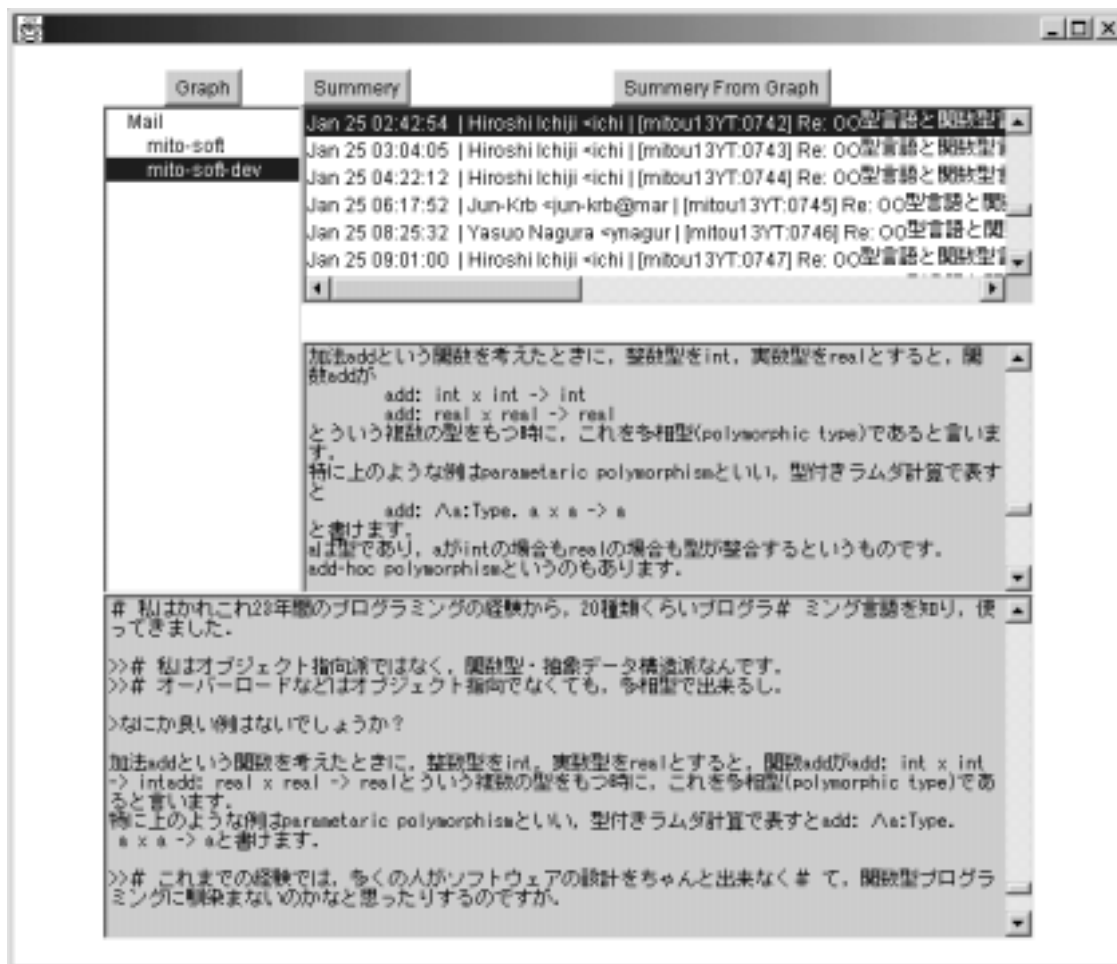 Graph
Summery
Summery From Graph
Mail
mito-soft
mito-soft-dev
Jan 25 02:42:54 | Hiroshi Ichiji <ichi | [mitou13YT:0742] Re: OO型言語と関数型言
Jan 25 03:04:05 | Hiroshi Ichiji <ichi | [mitou13YT:0743] Re: OO型言語と関数型言
Jan 25 04:22:12 | Hiroshi Ichiji <ichi | [mitou13YT:0744] Re: OO型言語と関数型言
Jan 25 06:17:52 | Jun-Krb <jun-krb@mar | [mitou13YT:0745] Re: OO型言語と関
Jan 25 08:25:32 | Yasuo Nagura <ynagur | [mitou13YT:0746] Re: OO型言語と関
Jan 25 09:01:00 | Hiroshi Ichiji <ichi | [mitou13YT:0747] Re: OO型言語と関数型言
加法addという関数を考えたときに，整数型をint，実数型をrealとすると，関
数addが
add: int x int -> int
add: real x real -> real
とういう複数の型をもつ時に，これを多相型(polymorphic type)であると言いま
す．
特に上のような例はparametaric polymorphismといい，型付きラムダ計算で表す
と
add: Λa:Type. a x a -> a
と書けます．
aは型であり，aがintの場合もrealの場合も型が整合するというものです．
add-hoc polymorphismというのもあります．
# 私はかれこれ23年間のプログラミングの経験から，20種類くらいプログラ# ミング言語を知り，使
ってきました．
>># 私はオブジェクト指向派ではなく，関数型・抽象データ構造派なんです．
>># オーバーロードなどはオブジェクト指向でなくても，多相型で出来るし．
>なにか良い例はないでしょうか？
加法addという関数を考えたときに，整数型をint，実数型をrealとすると，関数addがadd: int x int
-> intadd: real x real -> realとういう複数の型をもつ時に，これを多相型(polymorphic type)であ
ると言います．
特に上のような例はparametaric polymorphismといい，型付きラムダ計算で表すとadd: Λa:Type.
a x a -> aと書けます．
>># これまでの経験では，多くの人がソフトウェアの設計をちゃんと出来なく# て，関数型プログラ
ミングに馴染まないのかなと思ったりするのですが．